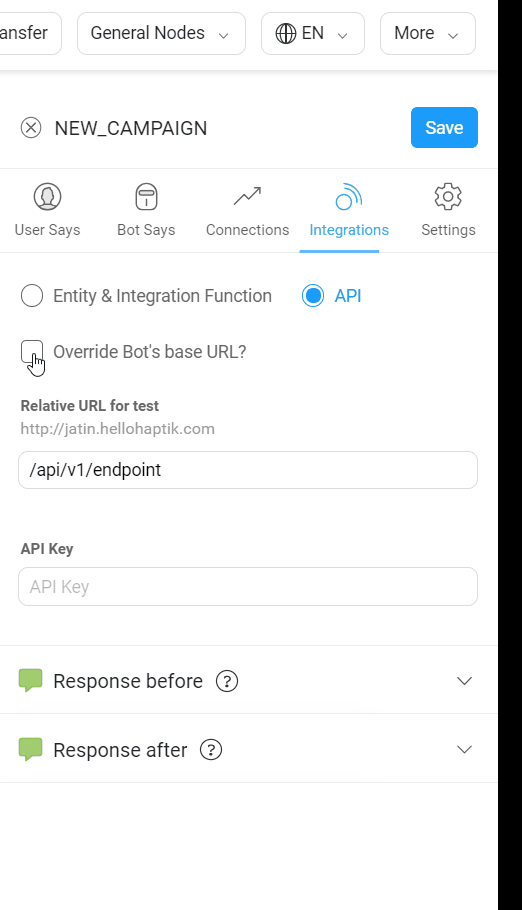 ansfer General Nodes EN More
NEW_CAMPAIGN Save
User Says Bot Says Connections Integrations Settings
Entity & Integration Function API
Override Bot's base URL?
Relative URL for test
http://jatin.hellohaptik.com
/api/v1/endpoint
API Key
API Key
Response before ?
Response after ?